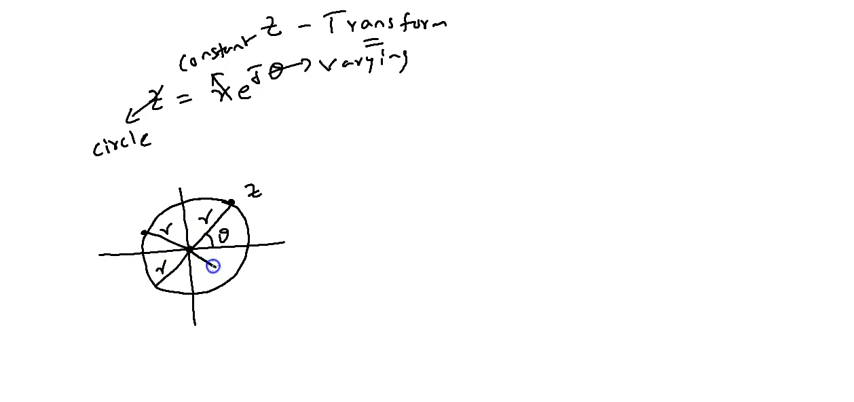 Z - Transform
constant
Z = re^jθ → varying
circle
Z
r
r
θ
r